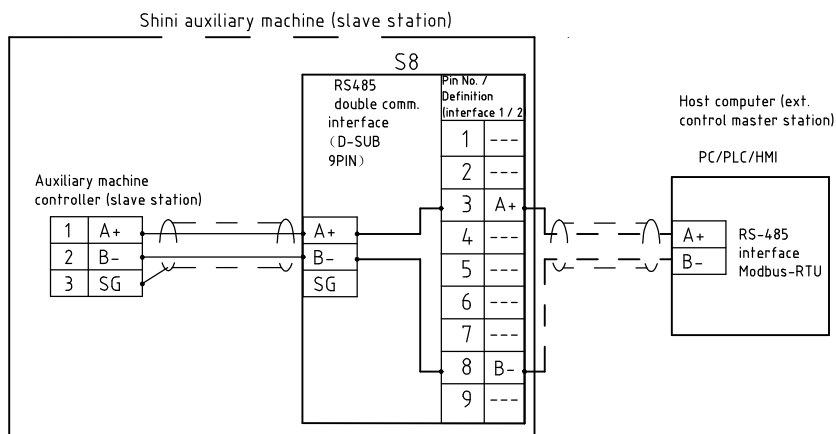 Shini auxiliary machine (slave station)
S8
RS485
double comm.
interface
(D-SUB
9PIN)
Pin No. /
Definition
(interface 1 / 2
1 ---
2 ---
3 A+
4 ---
5 ---
6 ---
7 ---
8 B-
9 ---
Auxiliary machine
controller (slave station)
1 A+
2 B-
3 SG
A+
B-
SG
Host computer (ext.
control master station)
PC/PLC/HMI
A+
B-
RS-485
interface
Modbus-RTU